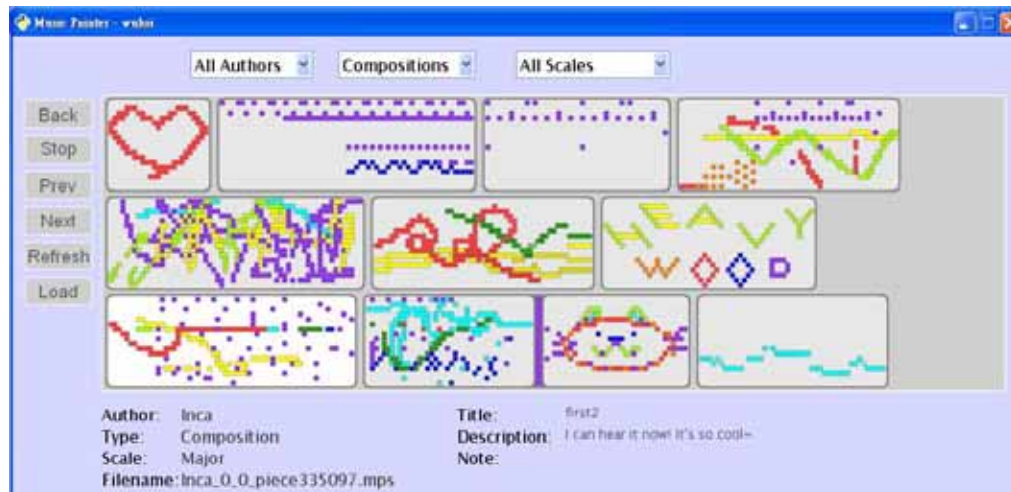 Music Painter - wuhsi
All Authors Compositions All Scales
Back
Stop
Prev
Next
Refresh
Load
HEAVY
WOOD
Author: Inca
Type: Composition
Scale: Major
Filename: Inca_0_0_piece335097.mps
Title: first2
Description: I can hear it now! It's so cool~
Note: